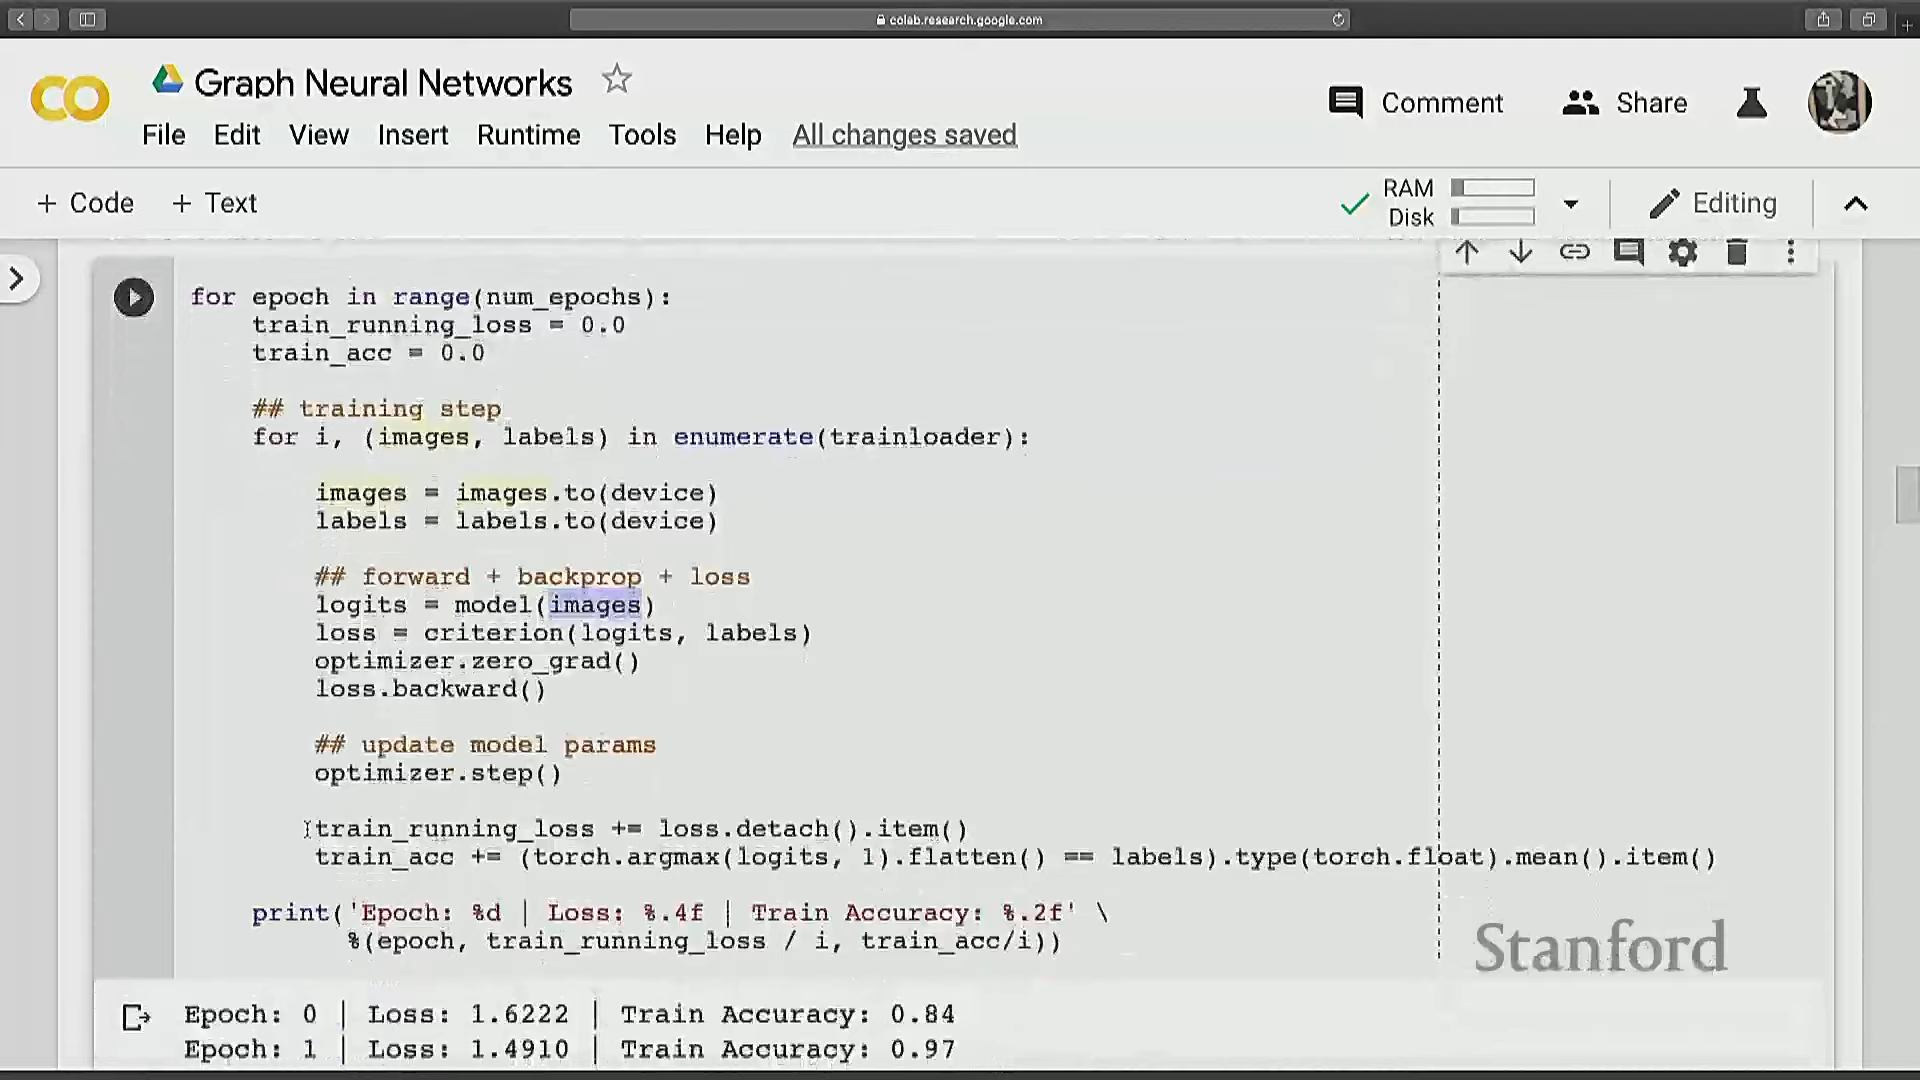 colab.research.google.com
CO
Graph Neural Networks
File Edit View Insert Runtime Tools Help All changes saved
Comment Share
+ Code + Text
RAM
Disk
Editing
for epoch in range(num_epochs):
train_running_loss = 0.0
train_acc = 0.0
## training step
for i, (images, labels) in enumerate(trainloader):
images = images.to(device)
labels = labels.to(device)
## forward + backprop + loss
logits = model(images)
loss = criterion(logits, labels)
optimizer.zero_grad()
loss.backward()
## update model params
optimizer.step()
train_running_loss += loss.detach().item()
train_acc += (torch.argmax(logits, 1).flatten() == labels).type(torch.float).mean().item()
print('Epoch: %d | Loss: %.4f | Train Accuracy: %.2f' \
%(epoch, train_running_loss / i, train_acc/i))
Stanford
Epoch: 0 | Loss: 1.6222 | Train Accuracy: 0.84
Epoch: 1 | Loss: 1.4910 | Train Accuracy: 0.97